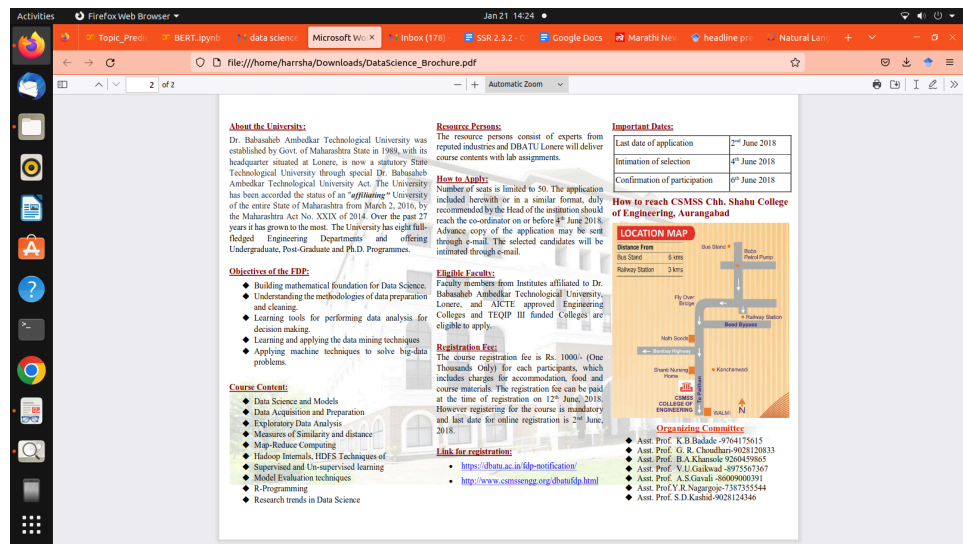 Activities
Firefox Web Browser
Jan 21 14:24
Topic_Predi
BERT.ipynb
data science
Microsoft Wo
Inbox (178)
SSR 2.3.2 - G
Google Docs
Marathi New
headline pre
Natural Lang
file:///home/harrsha/Downloads/DataScience_Brochure.pdf
2 of 2
Automatic Zoom
About the University:
Dr. Babasaheb Ambedkar Technological University was
established by Govt. of Maharashtra State in 1989, with its
headquarter situated at Lonere, is now a statutory State
Technological University through special Dr. Babasaheb
Ambedkar Technological University Act. The University
has been accorded the status of an "affiliating" University
of the entire State of Maharashtra from March 2, 2016, by
the Maharashtra Act No. XXIX of 2014. Over the past 27
years it has grown to the most. The University has eight full-
fledged Engineering Departments and offering
Undergraduate, Post-Graduate and Ph.D. Programmes.
Objectives of the FDP:
Building mathematical foundation for Data Science.
Understanding the methodologies of data preparation
and cleaning.
Learning tools for performing data analysis for
decision making.
Learning and applying the data mining techniques
Applying machine techniques to solve big-data
problems.
Course Content:
Data Science and Models
Data Acquisition and Preparation
Exploratory Data Analysis
Measures of Similarity and distance
Map-Reduce Computing
Hadoop Internals, HDFS Techniques of
Supervised and Un-supervised learning
Model Evaluation techniques
R-Programming
Research trends in Data Science
Resource Persons:
The resource persons consist of experts from
reputed industries and DBATU Lonere will deliver
course contents with lab assignments.
How to Apply:
Number of seats is limited to 50. The application
included herewith or in a similar format, duly
recommended by the Head of the institution should
reach the co-ordinator on or before 4th June 2018.
Advance copy of the application may be sent
through e-mail. The selected candidates will be
intimated through e-mail.
Eligible Faculty:
Faculty members from Institutes affiliated to Dr.
Babasaheb Ambedkar Technological University,
Lonere, and AICTE approved Engineering
Colleges and TEQIP III funded Colleges are
eligible to apply.
Registration Fee:
The course registration fee is Rs. 1000/- (One
Thousands Only) for each participants, which
includes charges for accommodation, food and
course materials. The registration fee can be paid
at the time of registration on 12th June, 2018.
However registering for the course is mandatory
and last date for online registration is 2nd June,
2018.
Link for registration:
https://dbatu.ac.in/fdp-notification/
http://www.csmssengg.org/dbatufdp.html
Important Dates:
Last date of application 2nd June 2018
Intimation of selection 4th June 2018
Confirmation of participation 6th June 2018
How to reach CSMSS Chh. Shahu College
of Engineering, Aurangabad
LOCATION MAP
Distance From
Bus Stand 6 kms
Railway Station 3 kms
Bus Stand
Baba
Petrol Pump
Fly Over
Bridge
Railway Station
Beed Bypass
Nath Seeds
Bombay Highway
Shanti Nursing
Home
Kanchanwadi
To Paithan
CSMSS
COLLEGE OF
ENGINEERING
WALMI
N
Organizing Committee
Asst. Prof. K.B.Badade -9764175615
Asst. Prof. G. R. Choudhari-9028120833
Asst. Prof. B.A.Khansole 9260459865
Asst. Prof. V.U.Gaikwad -8975567367
Asst. Prof. A.S.Gavali -86009000391
Asst. Prof.Y.R.Nagargoje-7387355544
Asst. Prof. S.D.Kashid-9028124346